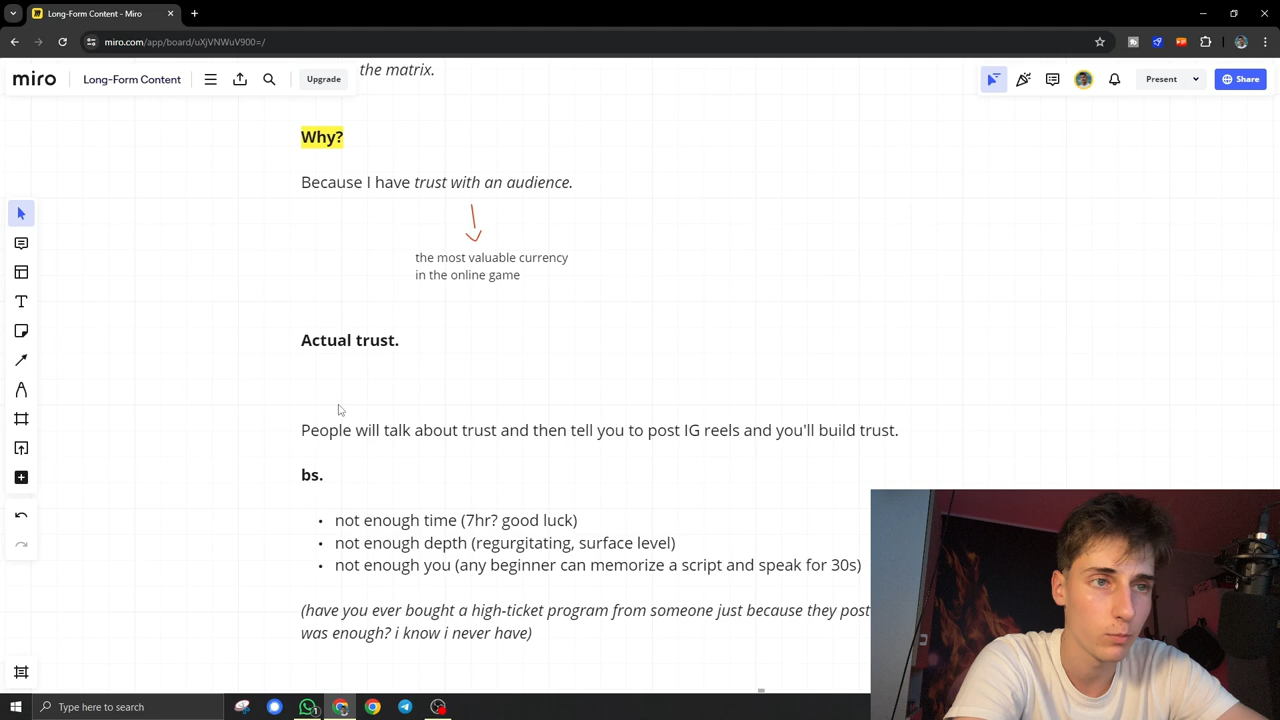 Long-Form Content - Miro
miro.com/app/board/uXjVNWuV900=/
miro
Long-Form Content
Upgrade
Present
Share
the matrix.
Why?
Because I have trust with an audience.
the most valuable currency
in the online game
Actual trust.
People will talk about trust and then tell you to post IG reels and you'll build trust.
bs.
• not enough time (7hr? good luck)
• not enough depth (regurgitating, surface level)
• not enough you (any beginner can memorize a script and speak for 30s)
(have you ever bought a high-ticket program from someone just because they post
was enough? i know i never have)
Type here to search
1